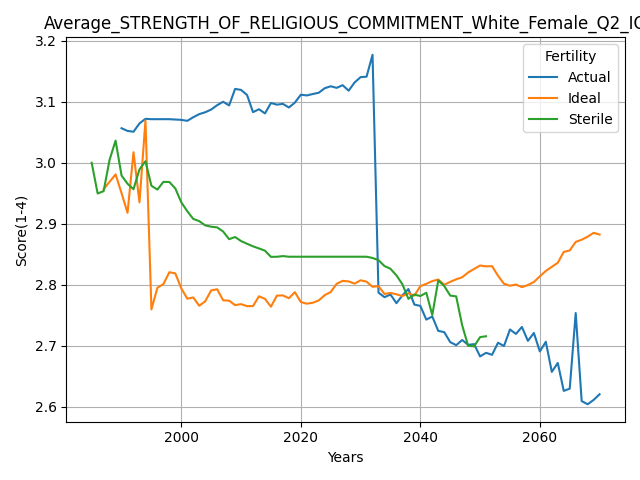 Average_STRENGTH_OF_RELIGIOUS_COMMITMENT_White_Female_Q2_IQ
Fertility
Actual
Ideal
Sterile
Score(1-4)
3.2
3.1
3.0
2.9
2.8
2.7
2.6
2000
2020
2040
2060
Years